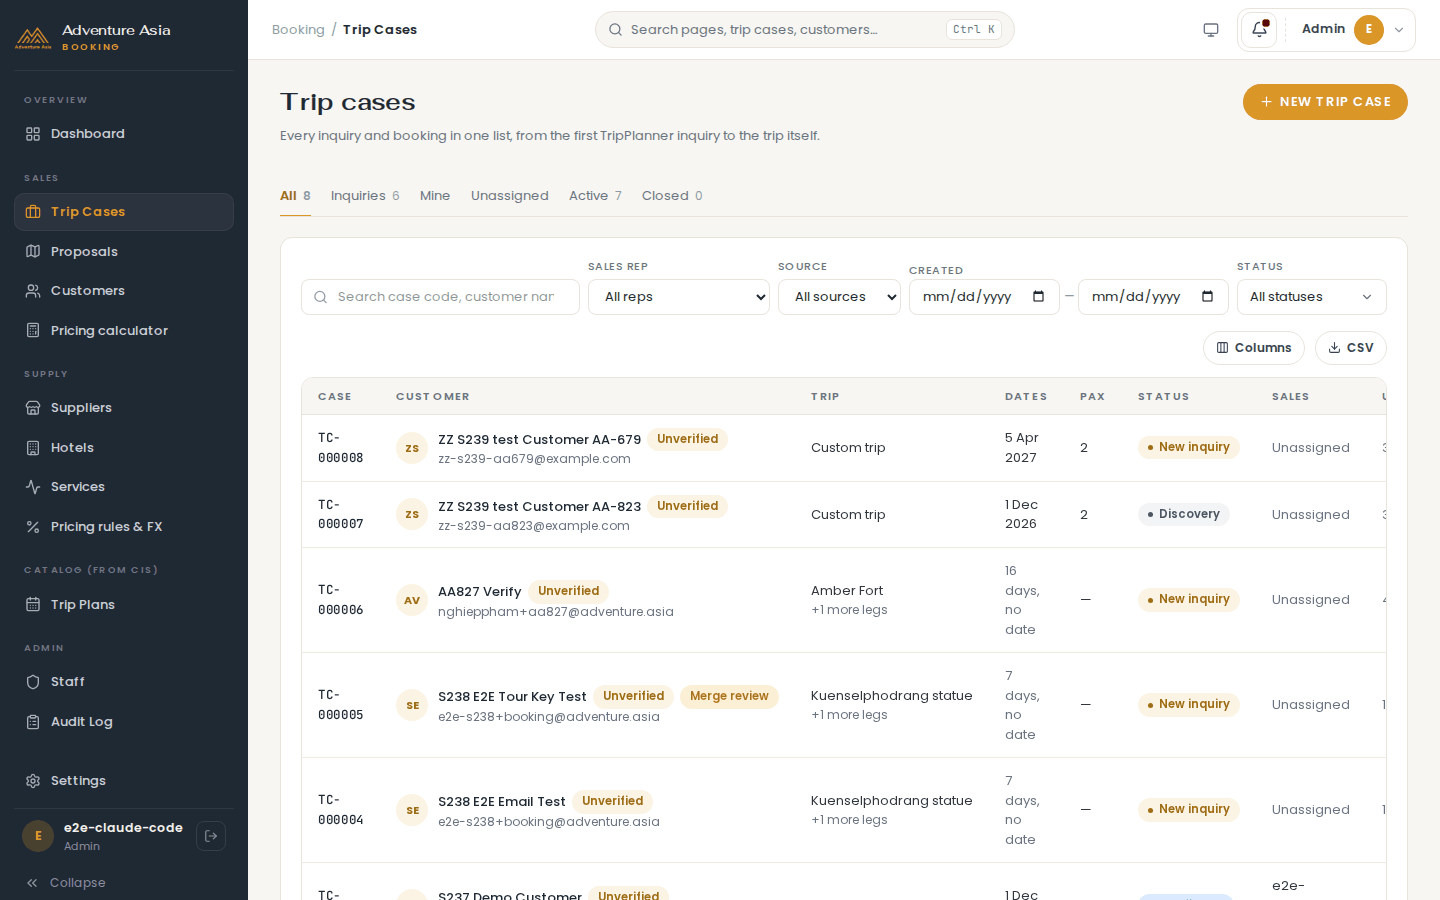 Adventure Asia
BOOKING
Adventure Asia
OVERVIEW
Dashboard
SALES
Trip Cases
Proposals
Customers
Pricing calculator
SUPPLY
Suppliers
Hotels
Services
Pricing rules & FX
CATALOG (FROM CIS)
Trip Plans
ADMIN
Staff
Audit Log
Settings
E
e2e-claude-code
Admin
Collapse
Booking / Trip Cases
Search pages, trip cases, customers…
Ctrl K
Admin
E
Trip cases
NEW TRIP CASE
Every inquiry and booking in one list, from the first TripPlanner inquiry to the trip itself.
All 8 Inquiries 6 Mine Unassigned Active 7 Closed 0
SALES REP SOURCE CREATED STATUS
Search case code, customer nar
All reps All sources mm/dd/yyyy – mm/dd/yyyy All statuses
Columns CSV
CASE CUSTOMER TRIP DATES PAX STATUS SALES
TC-
000008
ZS
ZZ S239 test Customer AA-679 Unverified
zz-s239-aa679@example.com
Custom trip
5 Apr
2027
2
New inquiry
Unassigned
TC-
000007
ZS
ZZ S239 test Customer AA-823 Unverified
zz-s239-aa823@example.com
Custom trip
1 Dec
2026
2
Discovery
Unassigned
TC-
000006
AV
AA827 Verify Unverified
nghieppham+aa827@adventure.asia
Amber Fort
+1 more legs
16
days,
no
date
—
New inquiry
Unassigned
TC-
000005
SE
S238 E2E Tour Key Test Unverified Merge review
e2e-s238+booking@adventure.asia
Kuenselphodrang statue
+1 more legs
7
days,
no
date
—
New inquiry
Unassigned
TC-
000004
SE
S238 E2E Email Test Unverified
e2e-s238+booking@adventure.asia
Kuenselphodrang statue
+1 more legs
7
days,
no
date
—
New inquiry
Unassigned
TC-
S237 Demo Customer Unverified
1 Dec
e2e-